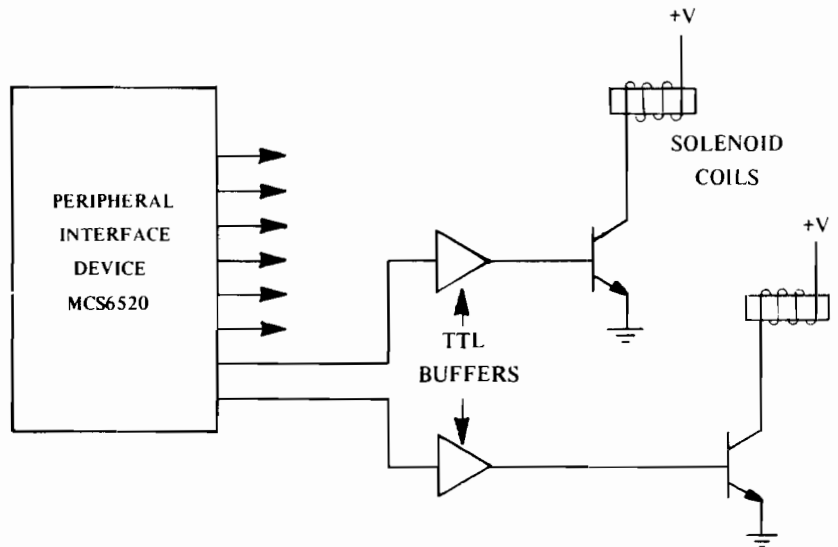 PERIPHERAL
INTERFACE
DEVICE
MCS6520
+V
SOLENOID
COILS
+V
TTL
BUFFERS